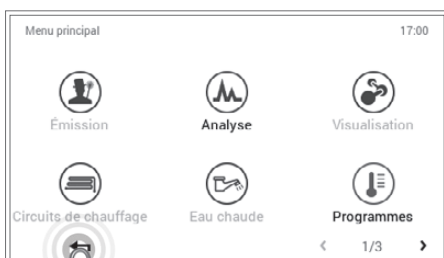 Menu principal 17:00
Émission Analyse Visualisation
Circuits de chauffage Eau chaude Programmes
< 1/3 >